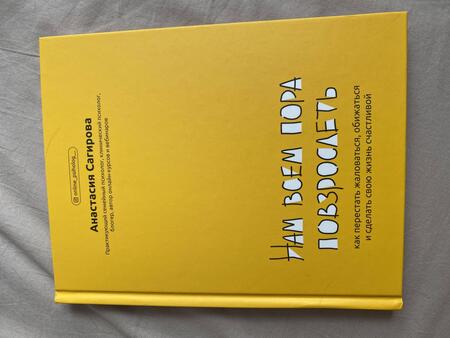 online_psiholog__
Анастасия Сагирова
Практикующий семейный психолог, клинический психолог,
блогер, автор онлайн-курсов и вебинаров
НАМ ВСЕМ ПОРА
ПОВЗРОСЛЕТЬ
как перестать жаловаться, обижаться
и сделать свою жизнь счастливой